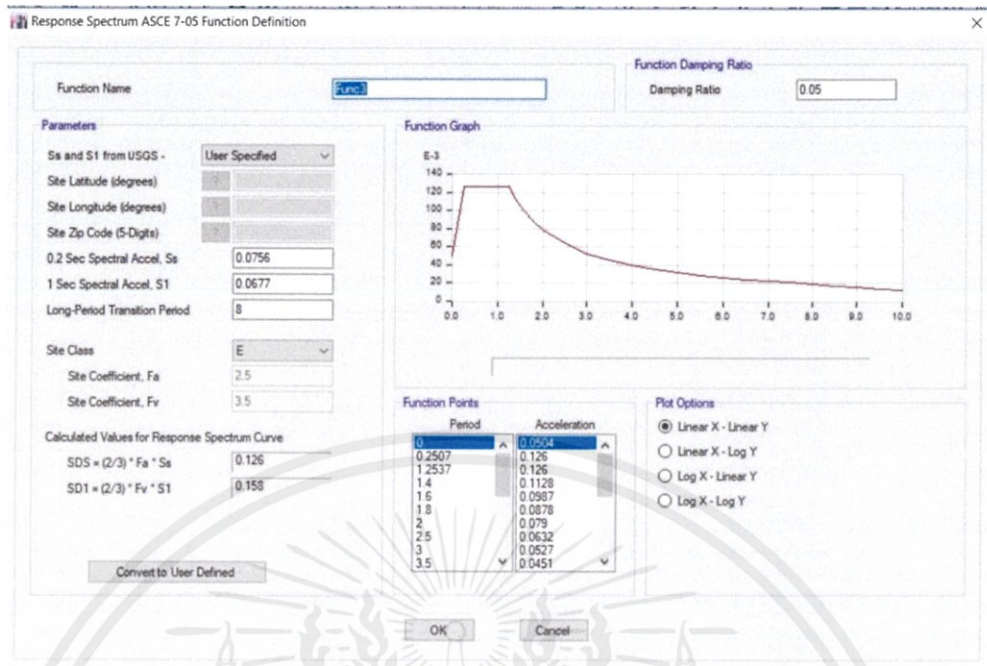 Response Spectrum ASCE 7-05 Function Definition
Function Name
Func3
Function Damping Ratio
Damping Ratio
0.05
Parameters
Ss and S1 from USGS -
User Specified
Site Latitude (degrees)
?
Site Longitude (degrees)
?
Site Zip Code (5-Digits)
?
0.2 Sec Spectral Accel, Ss
0.0756
1 Sec Spectral Accel, S1
0.0677
Long-Period Transition Period
8
Site Class
E
Site Coefficient, Fa
2.5
Site Coefficient, Fv
3.5
Calculated Values for Response Spectrum Curve
SDS = (2/3) * Fa * Ss
0.126
SD1 = (2/3) * Fv * S1
0.158
Convert to User Defined
Function Graph
E-3
140
120
100
80
60
40
20
0
0.0 1.0 2.0 3.0 4.0 5.0 6.0 7.0 8.0 9.0 10.0
Function Points
Period Acceleration
0 0.0504
0.2507 0.126
1.2537 0.126
1.4 0.1128
1.6 0.0987
1.8 0.0878
2 0.079
2.5 0.0632
3 0.0527
3.5 0.0451
Plot Options
Linear X - Linear Y
Linear X - Log Y
Log X - Linear Y
Log X - Log Y
OK
Cancel